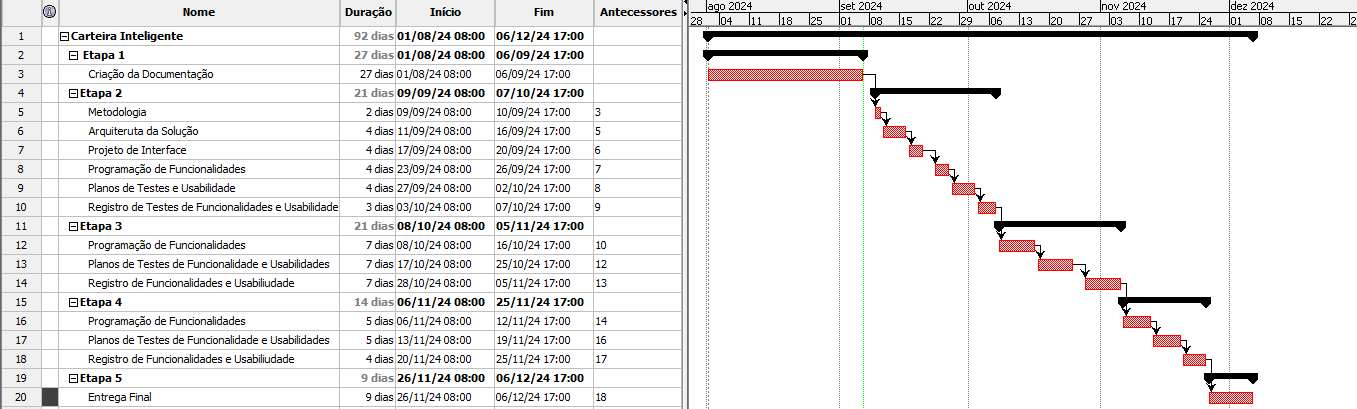 Nome Duração Início Fim Antecessores
ago 2024 set 2024 out 2024 nov 2024 dez 2024
28 04 11 18 25 01 08 15 22 29 06 13 20 27 03 10 17 24 01 08 15 22 2
1 Carteira Inteligente 92 dias 01/08/24 08:00 06/12/24 17:00
2 Etapa 1 27 dias 01/08/24 08:00 06/09/24 17:00
3 Criação da Documentação 27 dias 01/08/24 08:00 06/09/24 17:00
4 Etapa 2 21 dias 09/09/24 08:00 07/10/24 17:00
5 Metodologia 2 dias 09/09/24 08:00 10/09/24 17:00 3
6 Arquiteruta da Solução 4 dias 11/09/24 08:00 16/09/24 17:00 5
7 Projeto de Interface 4 dias 17/09/24 08:00 20/09/24 17:00 6
8 Programação de Funcionalidades 4 dias 23/09/24 08:00 26/09/24 17:00 7
9 Planos de Testes e Usabilidade 4 dias 27/09/24 08:00 02/10/24 17:00 8
10 Registro de Testes de Funcionalidades e Usabilidade 3 dias 03/10/24 08:00 07/10/24 17:00 9
11 Etapa 3 21 dias 08/10/24 08:00 05/11/24 17:00
12 Programação de Funcionalidades 7 dias 08/10/24 08:00 16/10/24 17:00 10
13 Planos de Testes de Funcionalidade e Usabilidades 7 dias 17/10/24 08:00 25/10/24 17:00 12
14 Registro de Funcionalidades e Usabiliudade 7 dias 28/10/24 08:00 05/11/24 17:00 13
15 Etapa 4 14 dias 06/11/24 08:00 25/11/24 17:00
16 Programação de Funcionalidades 5 dias 06/11/24 08:00 12/11/24 17:00 14
17 Planos de Testes de Funcionalidade e Usabilidades 5 dias 13/11/24 08:00 19/11/24 17:00 16
18 Registro de Funcionalidades e Usabiliudade 4 dias 20/11/24 08:00 25/11/24 17:00 17
19 Etapa 5 9 dias 26/11/24 08:00 06/12/24 17:00
20 Entrega Final 9 dias 26/11/24 08:00 06/12/24 17:00 18